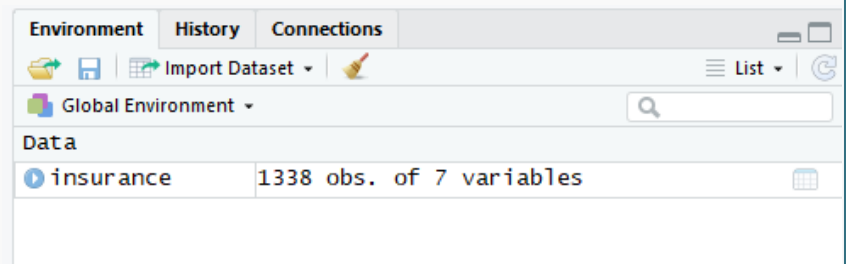 Environment History Connections
Import Dataset List
Global Environment
Data
insurance 1338 obs. of 7 variables